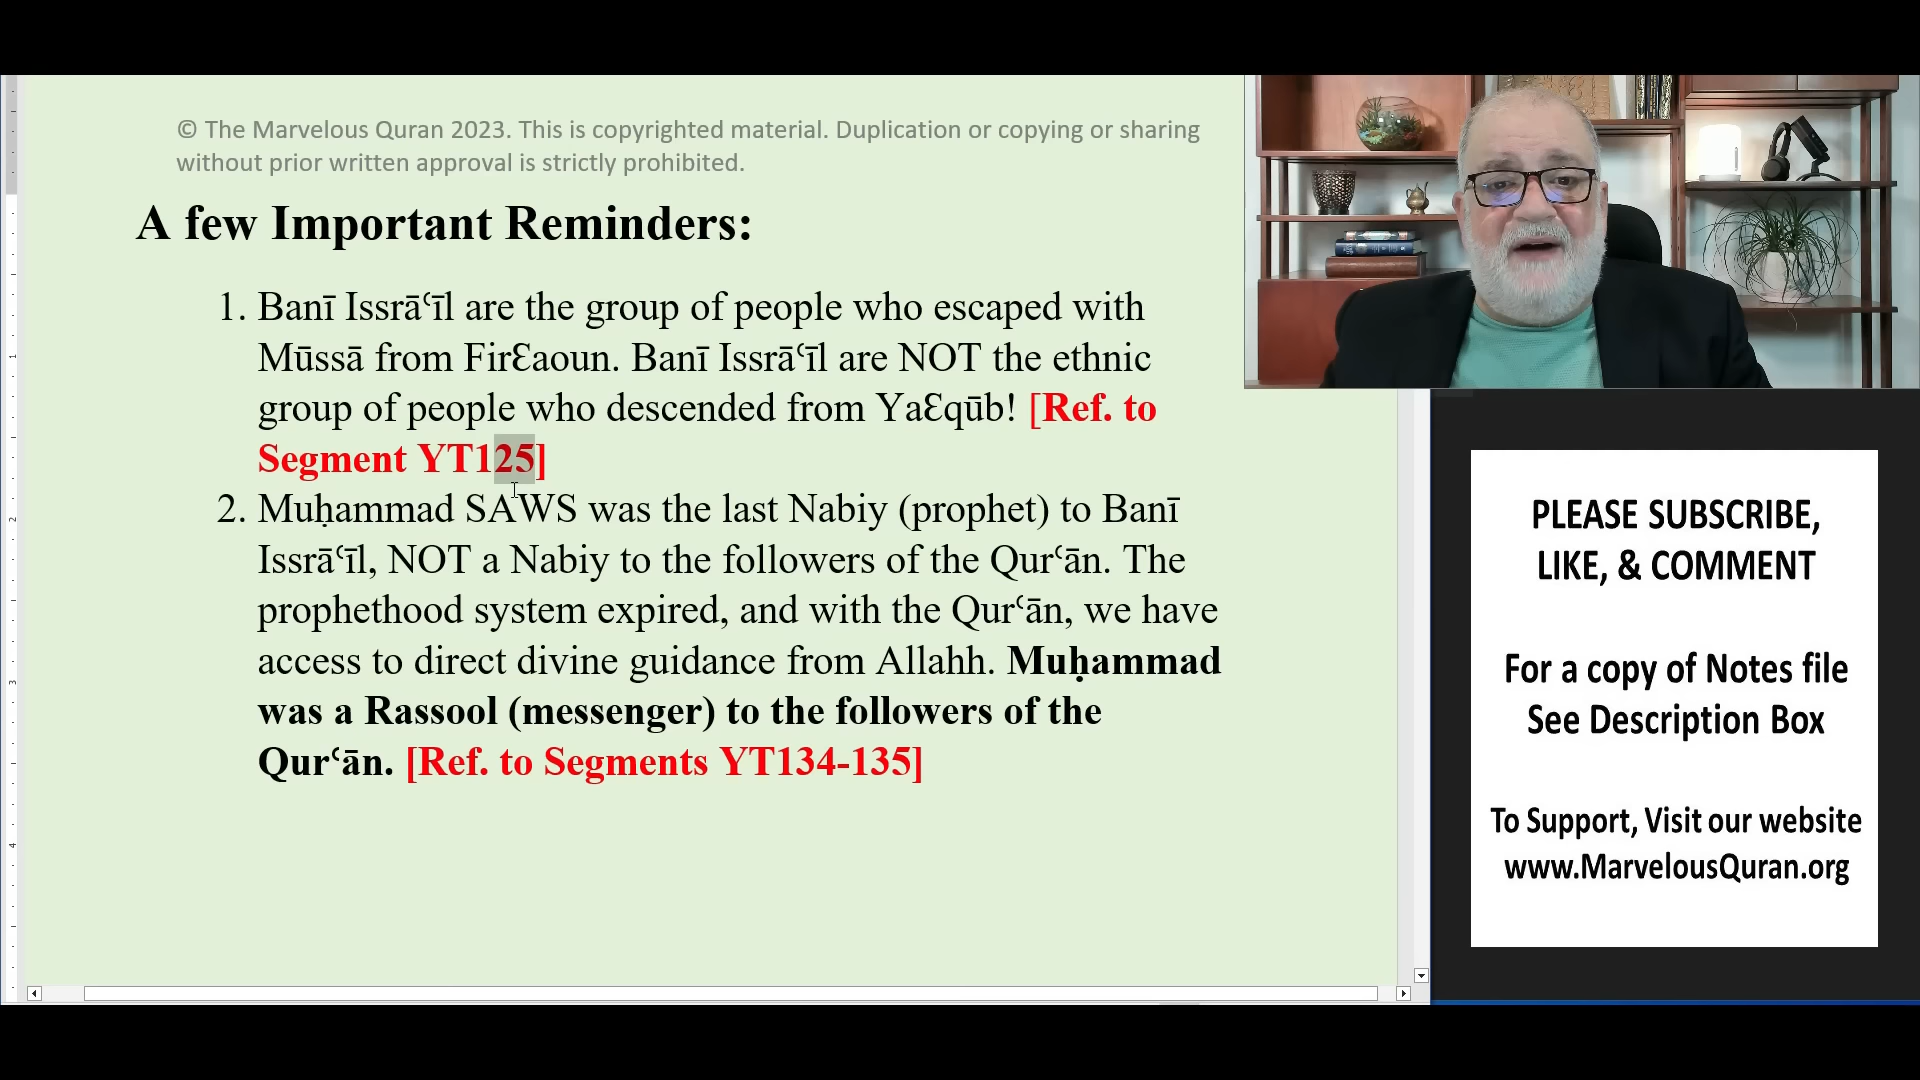 © The Marvelous Quran 2023. This is copyrighted material. Duplication or copying or sharing
without prior written approval is strictly prohibited.
A few Important Reminders:
1. Banī Issrāʿīl are the group of people who escaped with
Mūssā from FirƐaoun. Banī Issrāʿīl are NOT the ethnic
group of people who descended from YaƐqūb! [Ref. to
Segment YT125]
2. Muḥammad SAWS was the last Nabiy (prophet) to Banī
Issrāʿīl, NOT a Nabiy to the followers of the Qurʿān. The
prophethood system expired, and with the Qurʿān, we have
access to direct divine guidance from Allahh. Muḥammad
was a Rassool (messenger) to the followers of the
Qurʿān. [Ref. to Segments YT134-135]
PLEASE SUBSCRIBE,
LIKE, & COMMENT
For a copy of Notes file
See Description Box
To Support, Visit our website
www.MarvelousQuran.org
1
2
3
4